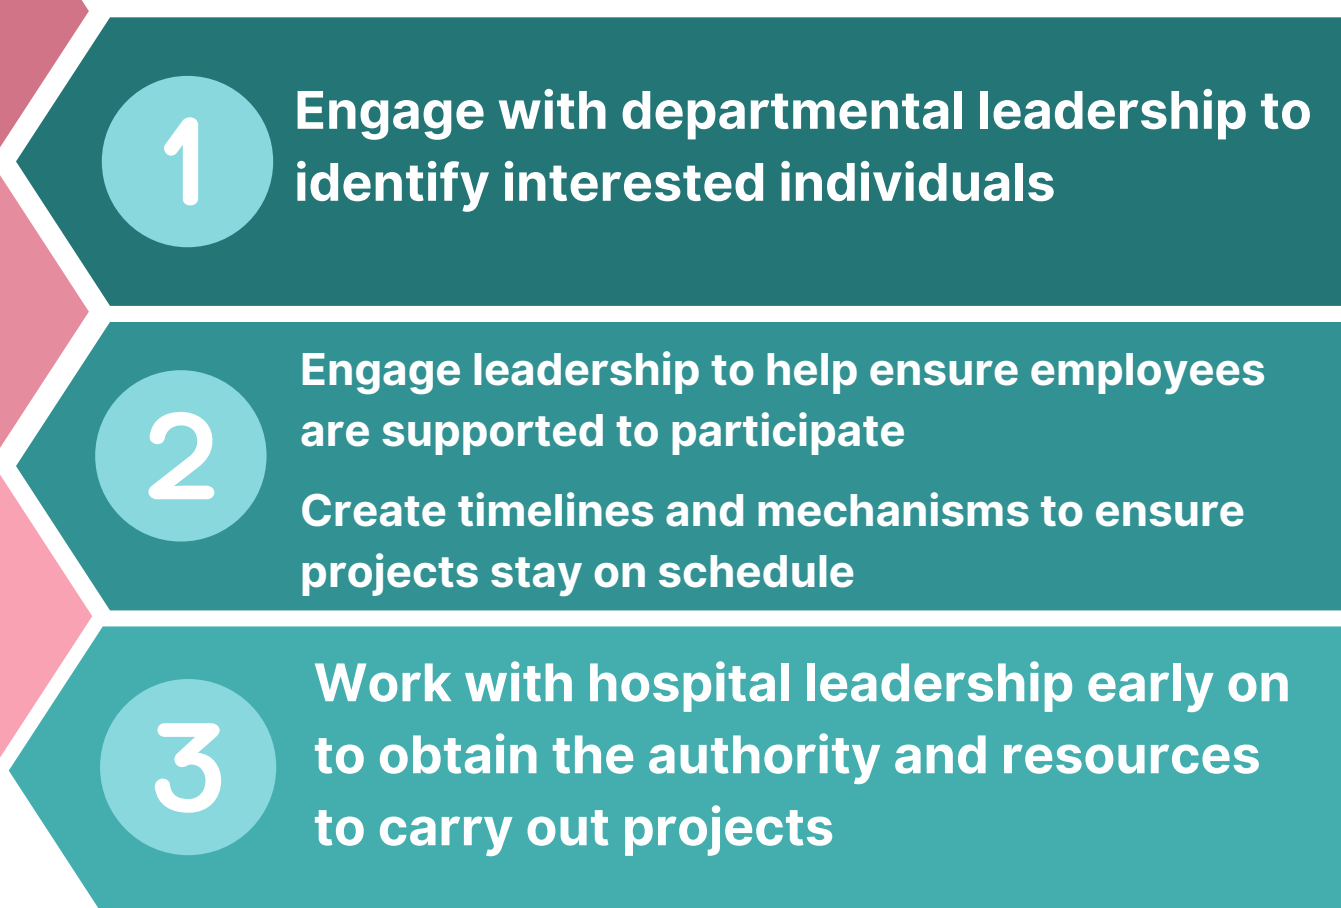 1
Engage with departmental leadership to
identify interested individuals
2
Engage leadership to help ensure employees
are supported to participate
Create timelines and mechanisms to ensure
projects stay on schedule
3
Work with hospital leadership early on
to obtain the authority and resources
to carry out projects